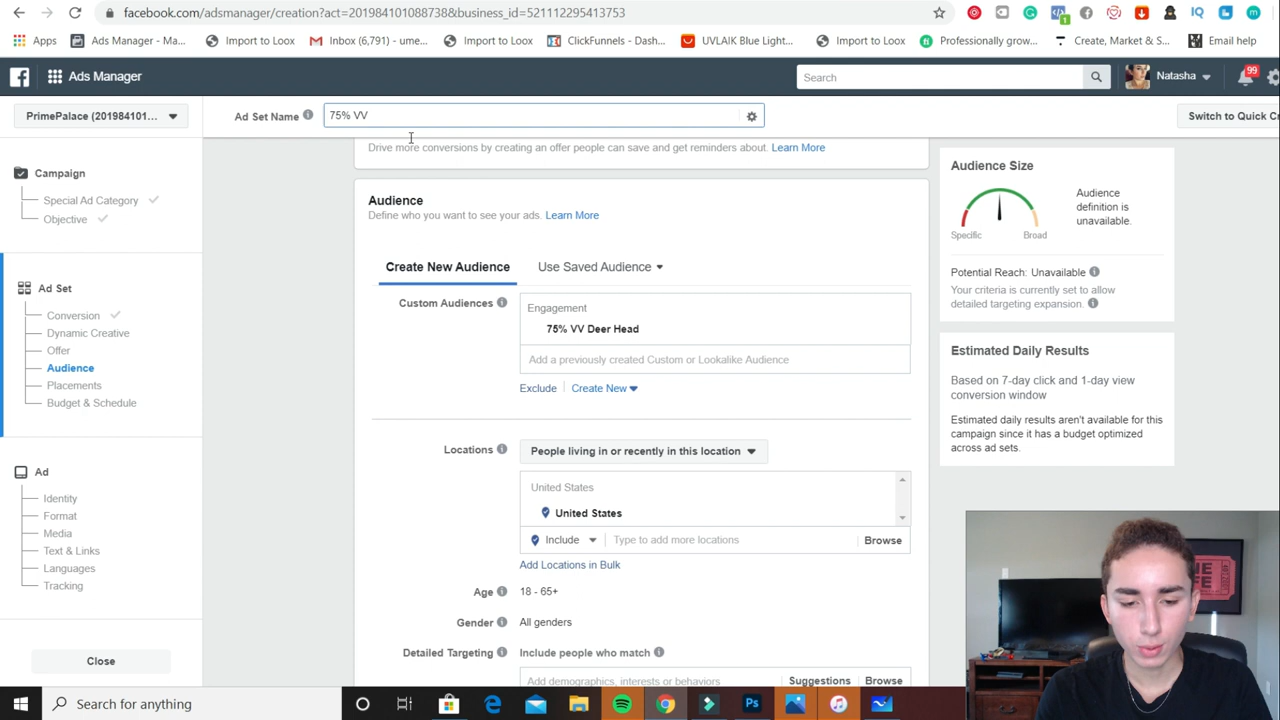 facebook.com/adsmanager/creation?act=201984101088738&business_id=521112295413753
Apps
Ads Manager - Ma...
Import to Loox
Inbox (6,791) - ume...
Import to Loox
ClickFunnels - Dash...
UVLAIK Blue Light...
Import to Loox
Professionally grow...
Create, Market & S...
Email help
Ads Manager
Search
Natasha
99
PrimePalace (201984101...
Ad Set Name
75% VV
Switch to Quick Cr
Drive more conversions by creating an offer people can save and get reminders about. Learn More
Campaign
Special Ad Category
Objective
Ad Set
Conversion
Dynamic Creative
Offer
Audience
Placements
Budget & Schedule
Ad
Identity
Format
Media
Text & Links
Languages
Tracking
Close
Audience
Define who you want to see your ads. Learn More
Create New Audience
Use Saved Audience
Custom Audiences
Engagement
75% VV Deer Head
Add a previously created Custom or Lookalike Audience
Exclude
Create New
Locations
People living in or recently in this location
United States
United States
Include
Type to add more locations
Browse
Add Locations in Bulk
Age
18 - 65+
Gender
All genders
Detailed Targeting
Include people who match
Add demographics, interests or behaviors
Suggestions
Browse
Audience Size
Specific
Broad
Audience
definition is
unavailable.
Potential Reach: Unavailable
Your criteria is currently set to allow
detailed targeting expansion.
Estimated Daily Results
Based on 7-day click and 1-day view
conversion window
Estimated daily results aren't available for this
campaign since it has a budget optimized
across ad sets.
Search for anything